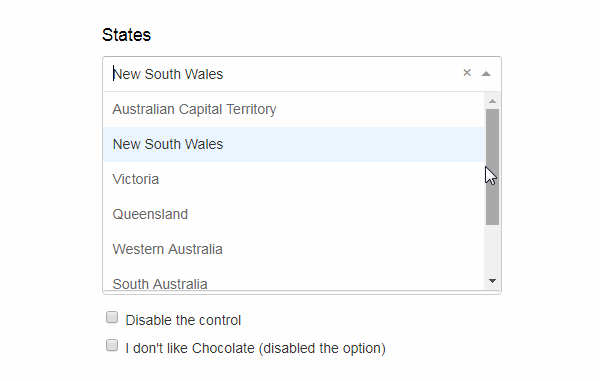 States
New South Wales
Australian Capital Territory
New South Wales
Victoria
Queensland
Western Australia
South Australia
Disable the control
I don't like Chocolate (disabled the option)